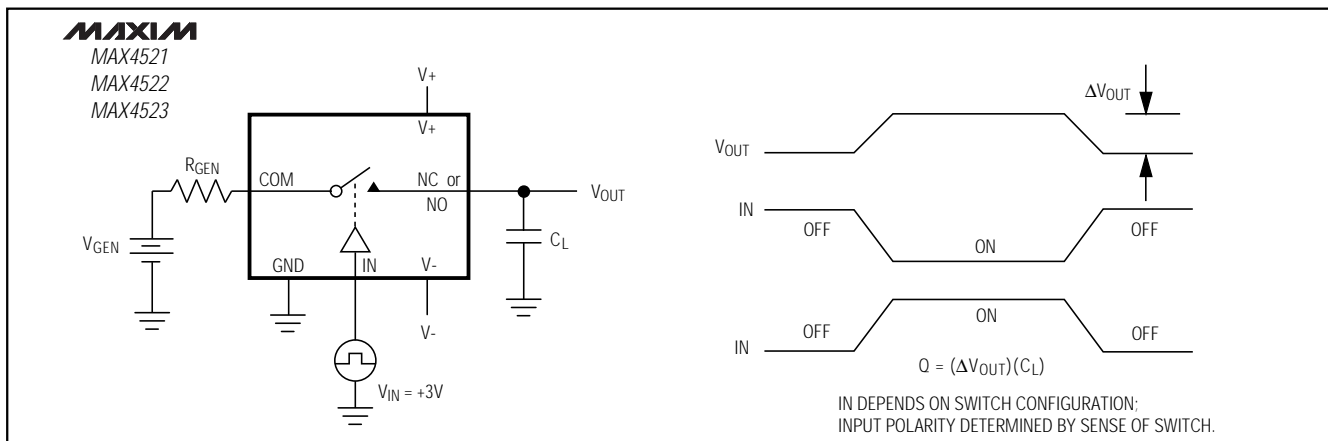 MAXIM
MAX4521
MAX4522
MAX4523
V+
V+
RGEN
COM
NC or
NO
VOUT
VGEN
CL
GND
IN
V-
V-
VIN = +3V
ΔVOUT
VOUT
IN
OFF
ON
OFF
IN
OFF
ON
OFF
Q = (ΔVOUT)(CL)
IN DEPENDS ON SWITCH CONFIGURATION;
INPUT POLARITY DETERMINED BY SENSE OF SWITCH.